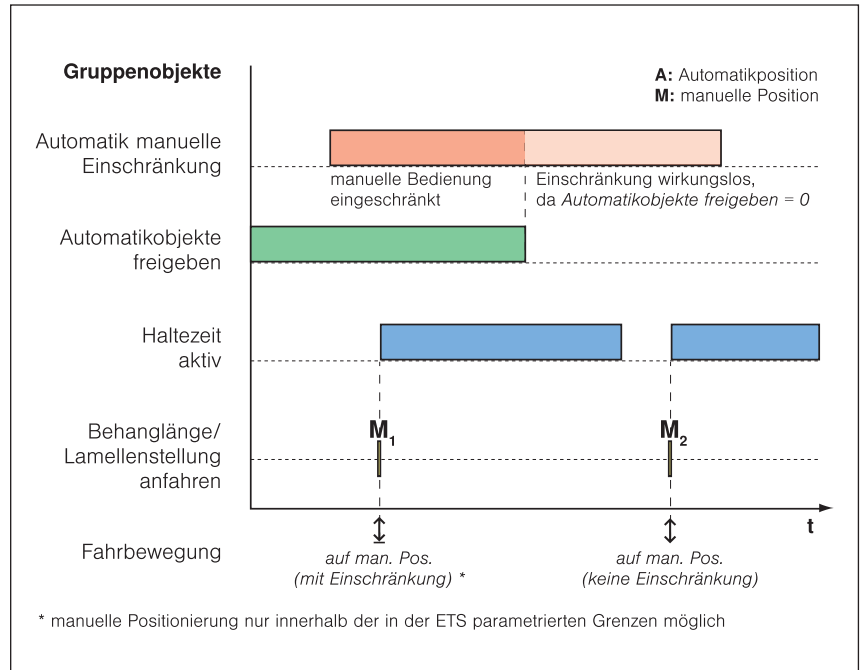 Gruppenobjekte
A: Automatikposition
M: manuelle Position
Automatik manuelle
Einschränkung
manuelle Bedienung
eingeschränkt
Einschränkung wirkungslos,
da Automatikobjekte freigeben = 0
Automatikobjekte
freigeben
Haltezeit
aktiv
Behanglänge/
Lamellenstellung
anfahren
M1
M2
t
Fahrbewegung
auf man. Pos.
(mit Einschränkung) *
auf man. Pos.
(keine Einschränkung)
* manuelle Positionierung nur innerhalb der in der ETS parametrierten Grenzen möglich